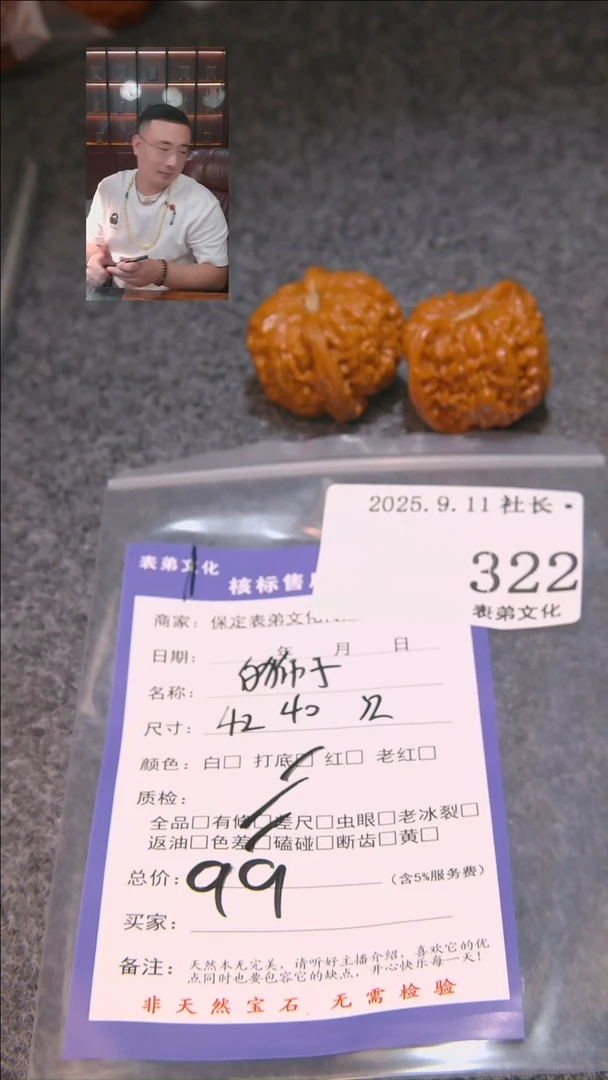 2025.9.11 社长·
322
表弟文化
表弟文化
核标售
商家: 保定表弟文化
日期: 年 月 日
名称: 狮子
尺寸: 42 40
颜色: 白□ 打底□ 红□ 老红□
质检:
全品□有修□差尺□虫眼□老冰裂□
返油□色差□磕碰□断齿□黄□
总价: 99 (含5%服务费)
买家:
备注: 天然本无完美, 请听好主播介绍, 喜欢它的优
点同时也要包容它的缺点, 开心快乐每一天!
非天然宝石 无需检验